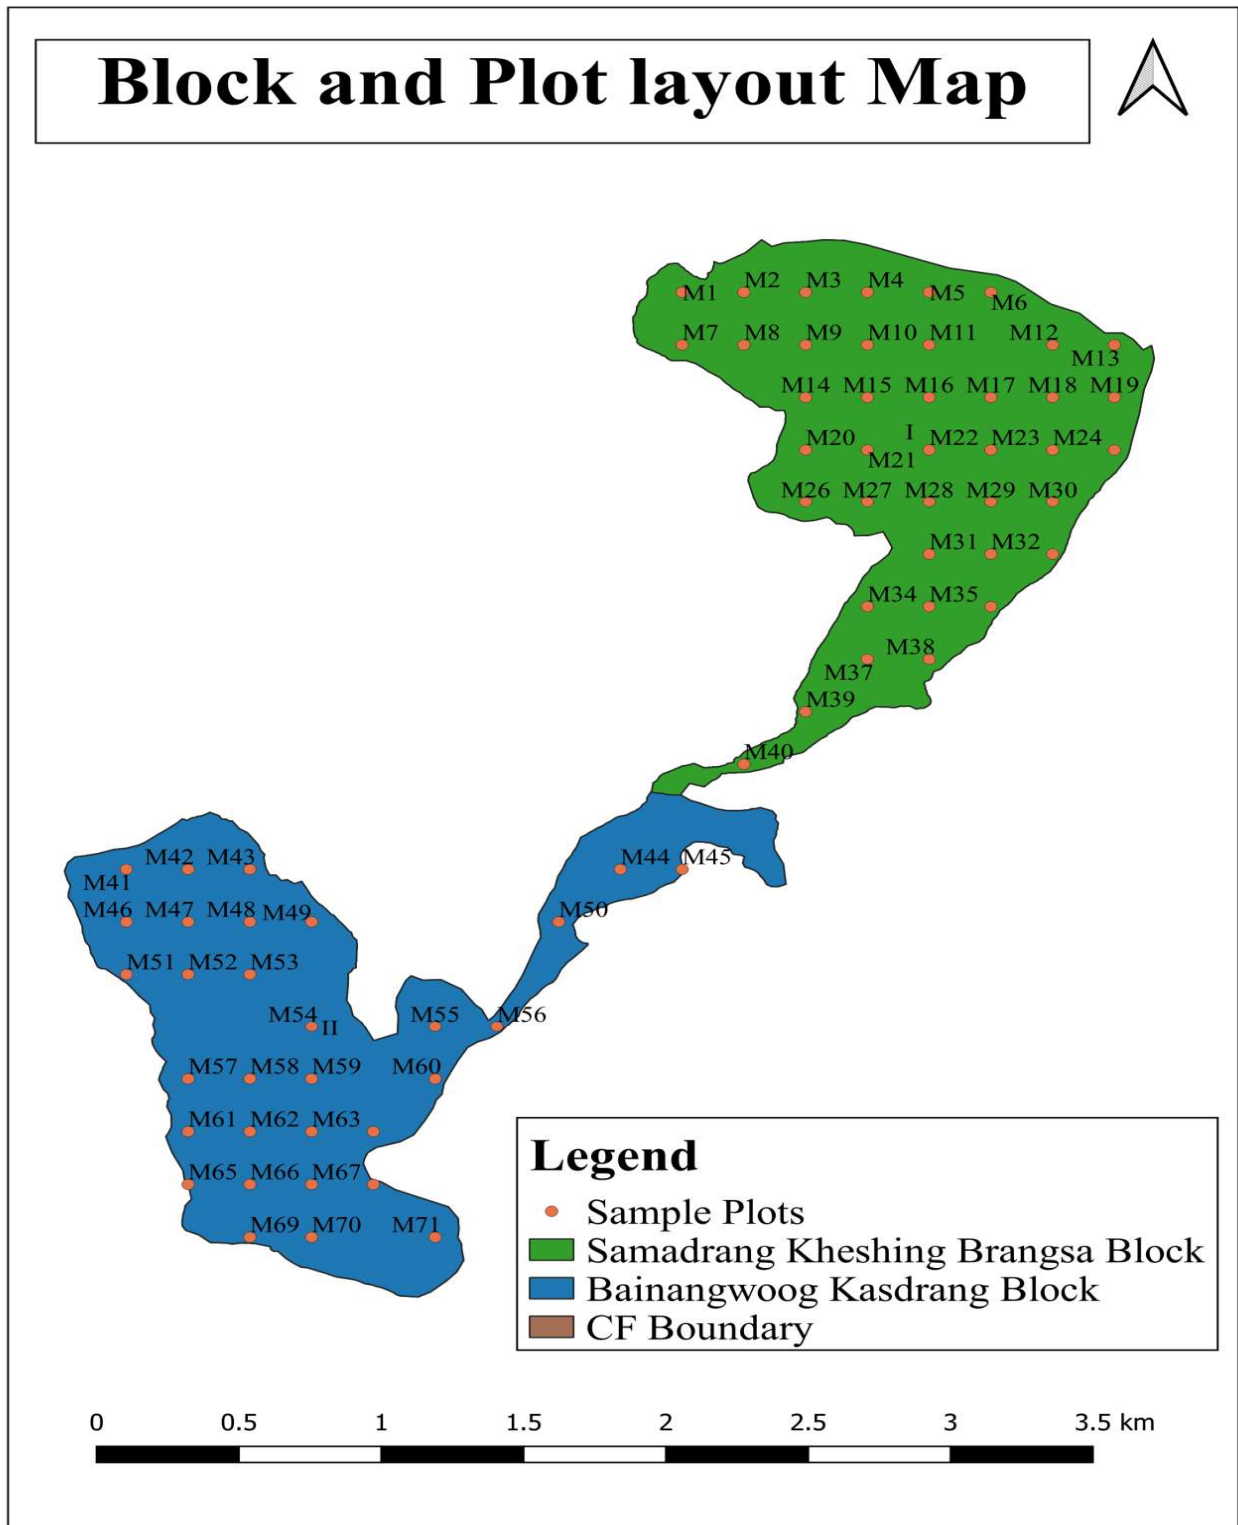 Block and Plot layout Map
M1 M2 M3 M4 M5 M6
M7 M8 M9 M10 M11 M12 M13
M14 M15 M16 M17 M18 M19
M20 M21 I M22 M23 M24
M26 M27 M28 M29 M30
M31 M32
M34 M35
M37 M38
M39
M40
M41 M42 M43 M44 M45
M46 M47 M48 M49 M50
M51 M52 M53
M54 II M55 M56
M57 M58 M59 M60
M61 M62 M63
M65 M66 M67
M69 M70 M71
Legend
Sample Plots
Samadrang Kheshing Brangsa Block
Bainangwoog Kasdrang Block
CF Boundary
0 0.5 1 1.5 2 2.5 3 3.5 km